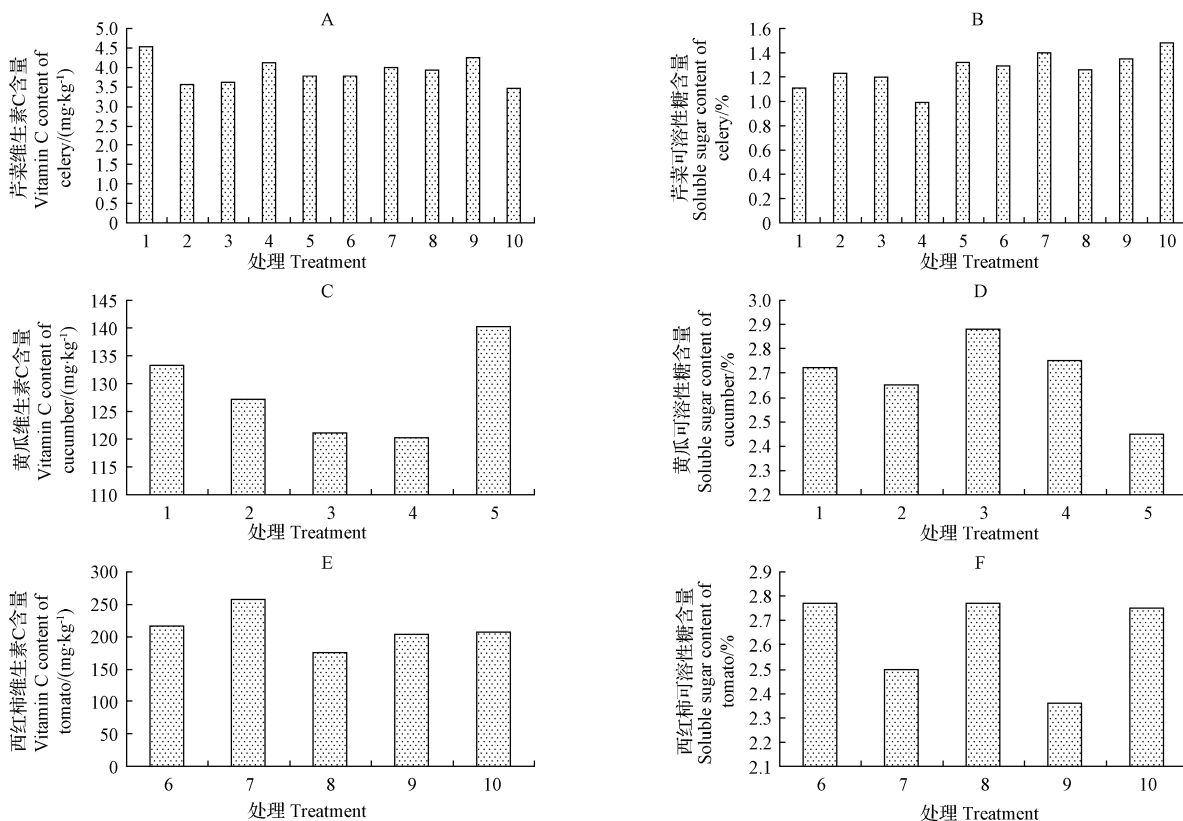 A
芹菜维生素C含量
Vitamin C content of
celery/(mg·kg⁻¹)
5.0
4.5
4.0
3.5
3.0
2.5
2.0
1.5
1.0
0.5
0
1 2 3 4 5 6 7 8 9 10
处理 Treatment
B
芹菜可溶性糖含量
Soluble sugar content of
celery/%
1.6
1.4
1.2
1.0
0.8
0.6
0.4
0.2
0
1 2 3 4 5 6 7 8 9 10
处理 Treatment
C
黄瓜维生素C含量
Vitamin C content of
cucumber/(mg·kg⁻¹)
145
140
135
130
125
120
115
110
1 2 3 4 5
处理 Treatment
D
黄瓜可溶性糖含量
Soluble sugar content of
cucumber/%
3.0
2.9
2.8
2.7
2.6
2.5
2.4
2.3
2.2
1 2 3 4 5
处理 Treatment
E
西红柿维生素C含量
Vitamin C content of
tomato/(mg·kg⁻¹)
300
250
200
150
100
50
0
6 7 8 9 10
处理 Treatment
F
西红柿可溶性糖含量
Soluble sugar content of
tomato/%
2.9
2.8
2.7
2.6
2.5
2.4
2.3
2.2
2.1
6 7 8 9 10
处理 Treatment